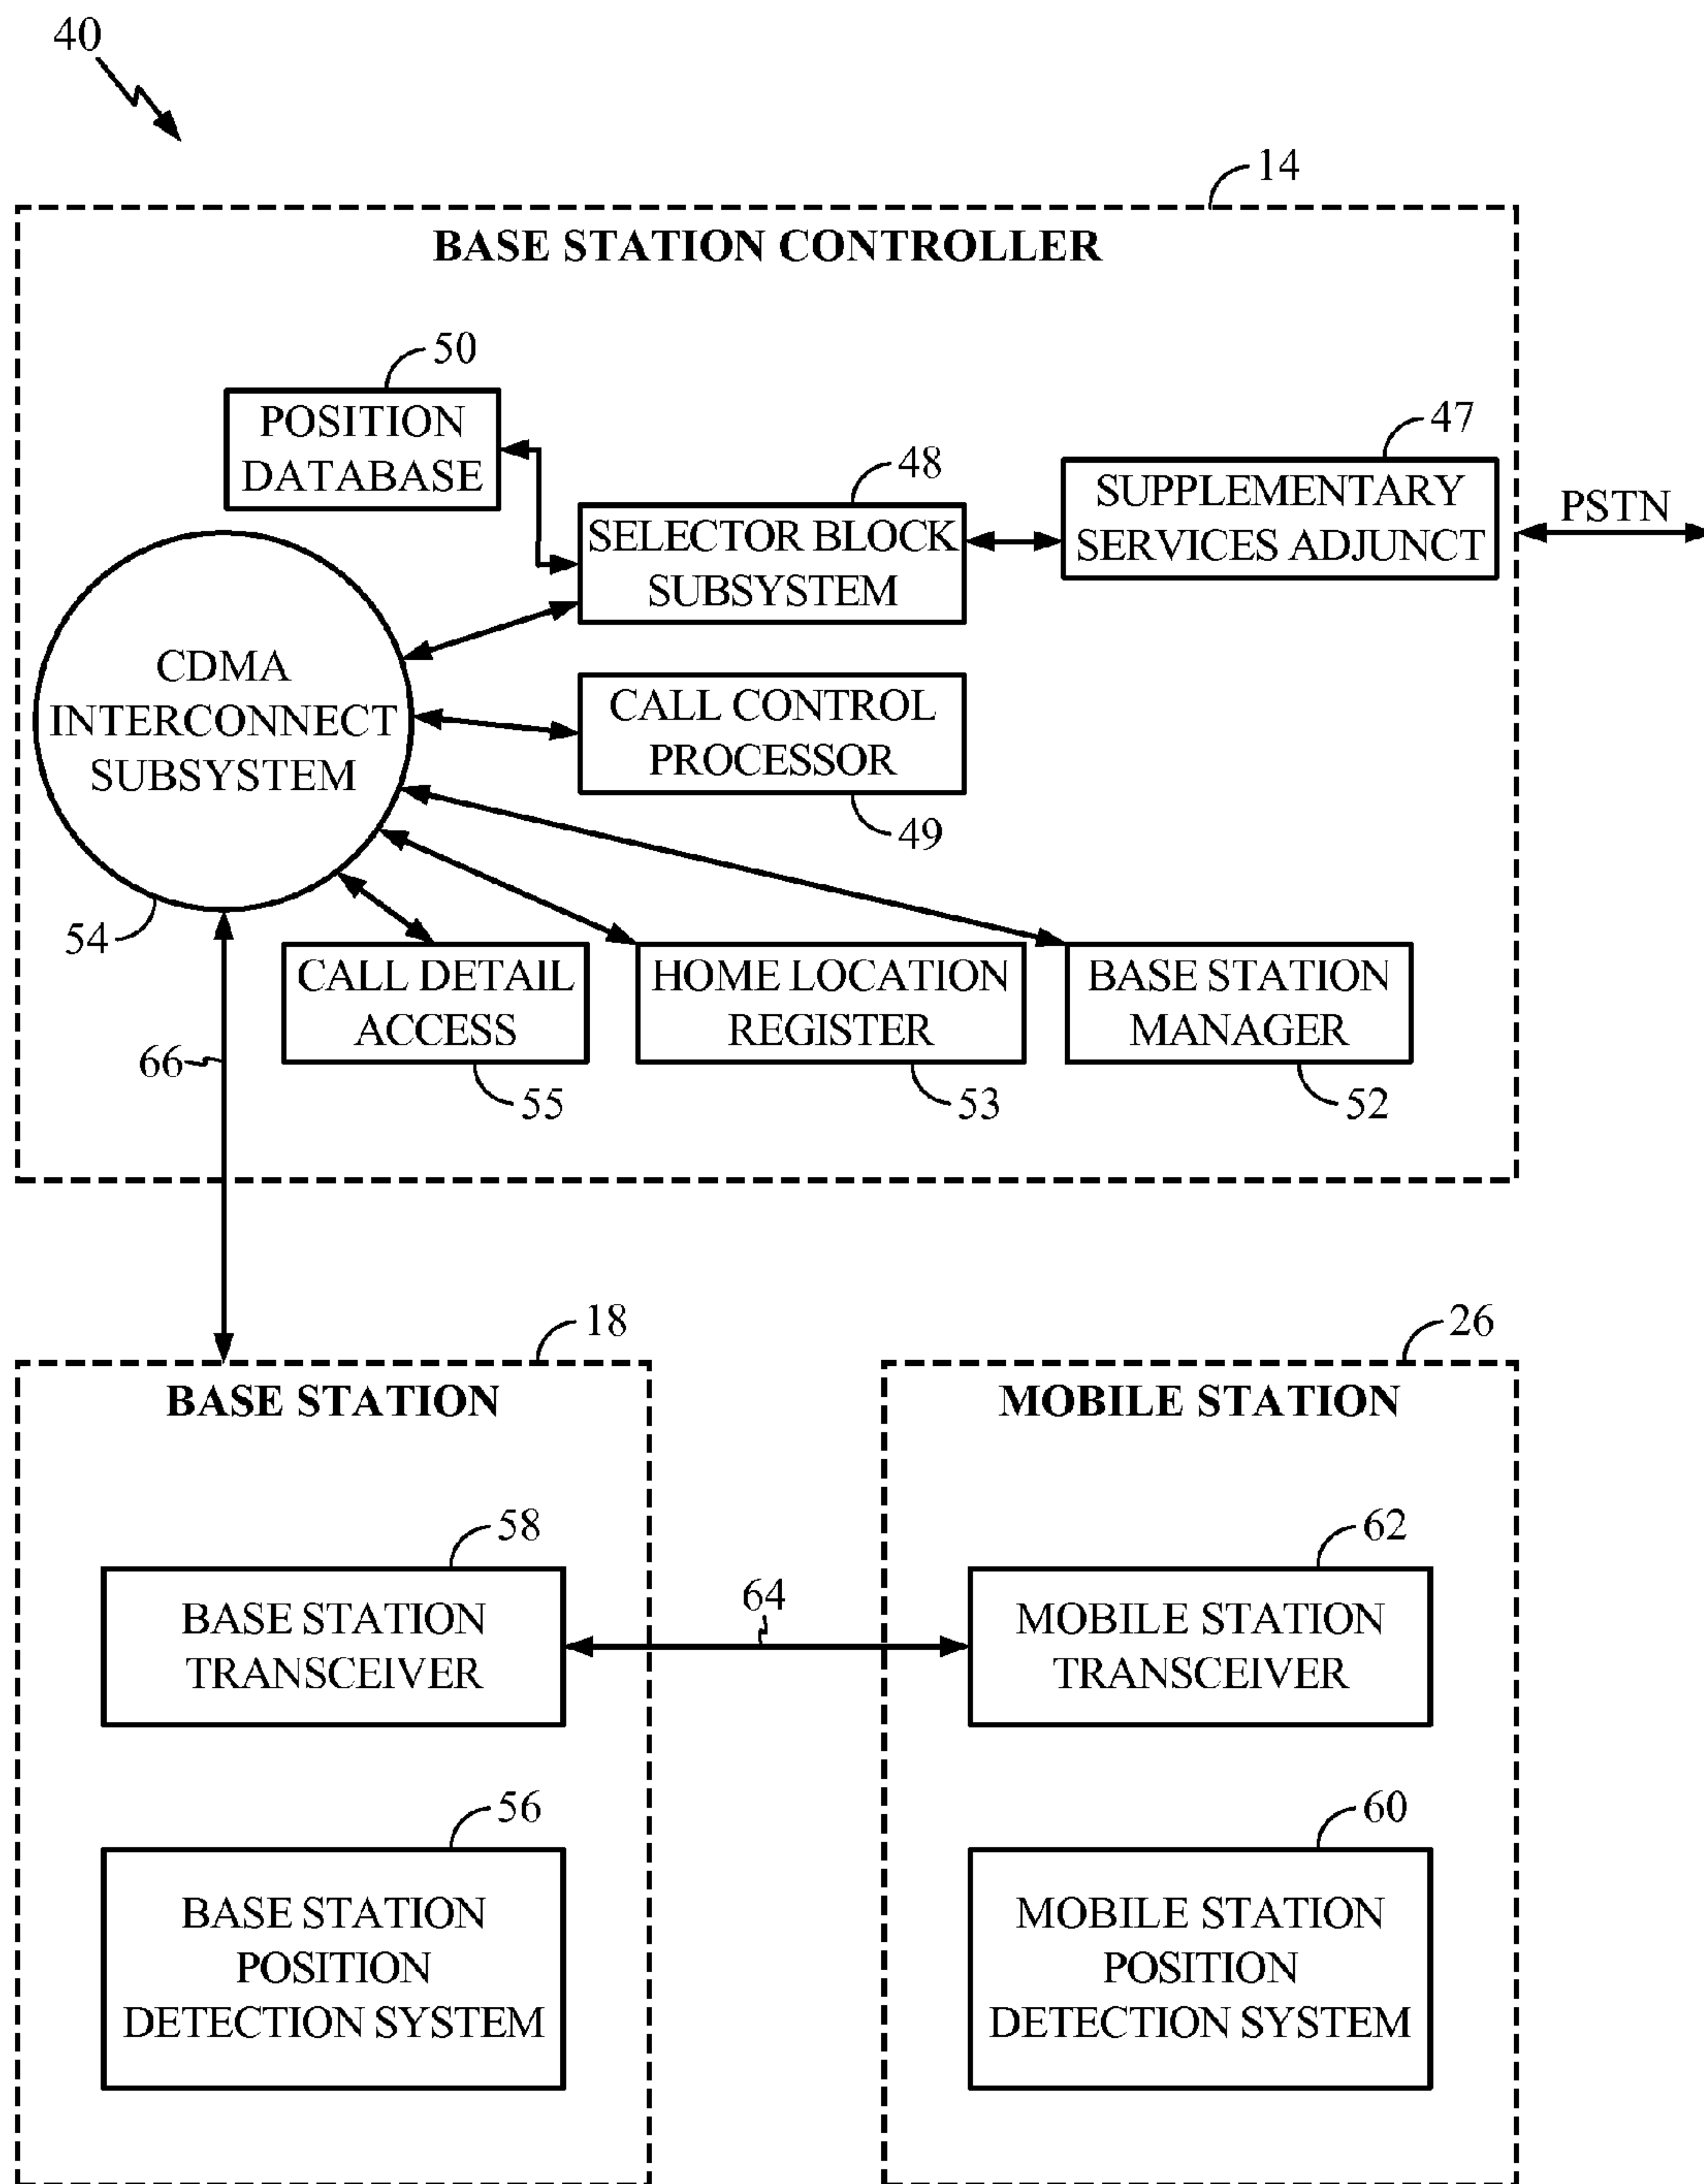 40
14
BASE STATION CONTROLLER
50
POSITION
DATABASE
48
SELECTOR BLOCK
SUBSYSTEM
47
SUPPLEMENTARY
SERVICES ADJUNCT
PSTN
CDMA
INTERCONNECT
SUBSYSTEM
CALL CONTROL
PROCESSOR
49
54
CALL DETAIL
ACCESS
HOME LOCATION
REGISTER
BASE STATION
MANAGER
66
55
53
52
18
BASE STATION
26
MOBILE STATION
58
BASE STATION
TRANSCEIVER
64
62
MOBILE STATION
TRANSCEIVER
56
BASE STATION
POSITION
DETECTION SYSTEM
60
MOBILE STATION
POSITION
DETECTION SYSTEM